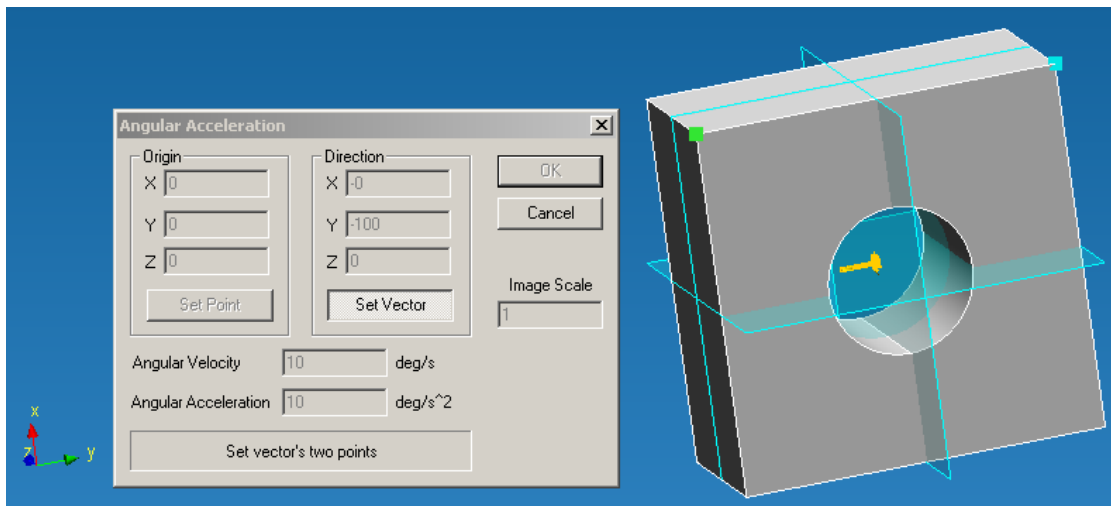 Angular Acceleration
Origin
X 0
Y 0
Z 0
Set Point
Direction
X -0
Y -100
Z 0
Set Vector
OK
Cancel
Image Scale
1
Angular Velocity 10 deg/s
Angular Acceleration 10 deg/s^2
Set vector's two points
x
z y